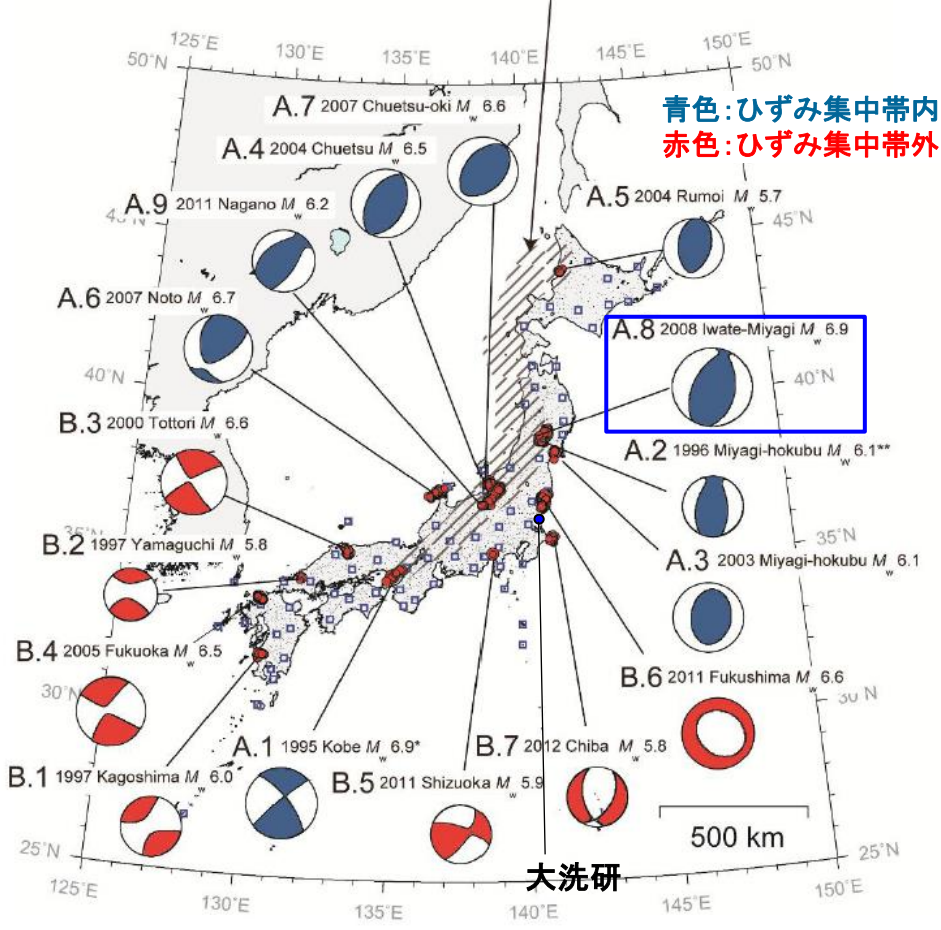 125°E
130°E
135°E
140°E
145°E
150°E
50°N
50°N
A.7 2007 Chuetsu-oki Mw 6.6
青色：ひずみ集中帯内
赤色：ひずみ集中帯外
A.4 2004 Chuetsu Mw 6.5
A.9 2011 Nagano Mw 6.2
A.5 2004 Rumoi Mw 5.7
45°N
A.6 2007 Noto Mw 6.7
A.8 2008 Iwate-Miyagi Mw 6.9
40°N
40°N
B.3 2000 Tottori Mw 6.6
A.2 1996 Miyagi-hokubu Mw 6.1**
35°N
35°N
B.2 1997 Yamaguchi Mw 5.8
A.3 2003 Miyagi-hokubu Mw 6.1
B.4 2005 Fukuoka Mw 6.5
B.6 2011 Fukushima Mw 6.6
30°N
30°N
A.1 1995 Kobe Mw 6.9*
B.7 2012 Chiba Mw 5.8
B.1 1997 Kagoshima Mw 6.0
B.5 2011 Shizuoka Mw 5.9
500 km
25°N
25°N
大洗研
125°E
130°E
135°E
140°E
145°E
150°E